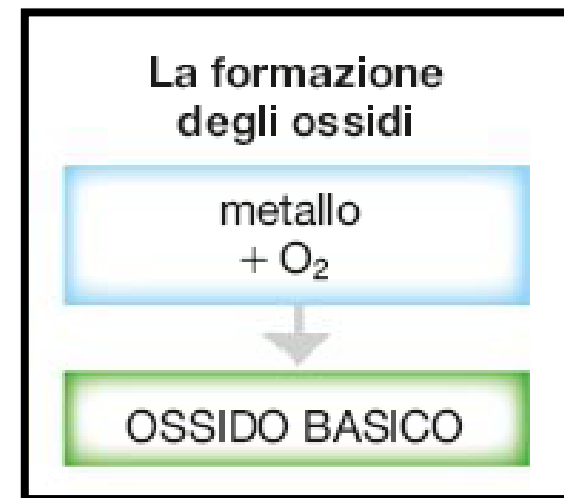 La formazione
degli ossidi
metallo
+ O₂
OSSIDO BASICO